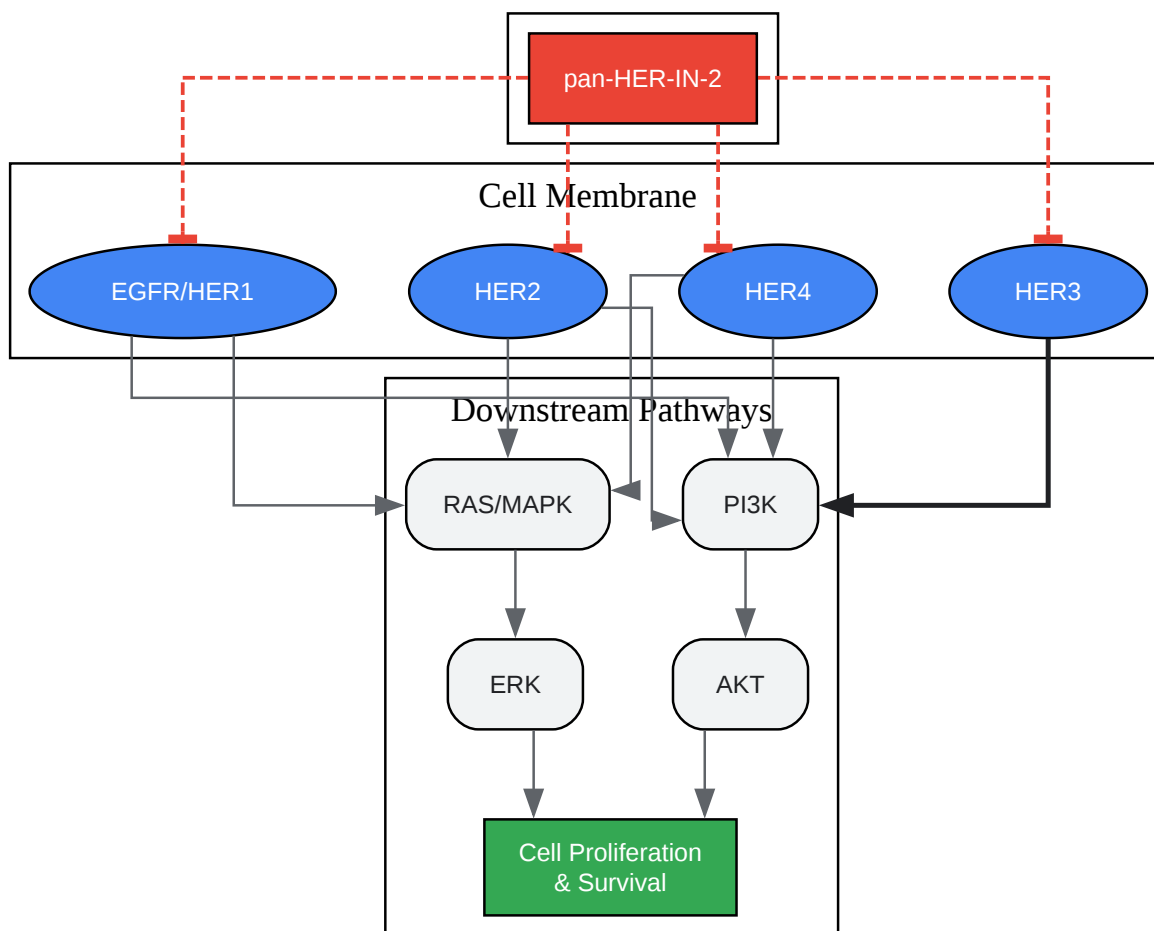 pan-HER-IN-2
Cell Membrane
EGFR/HER1
HER2
HER4
HER3
Downstream Pathways
RAS/MAPK
PI3K
ERK
AKT
Cell Proliferation
& Survival